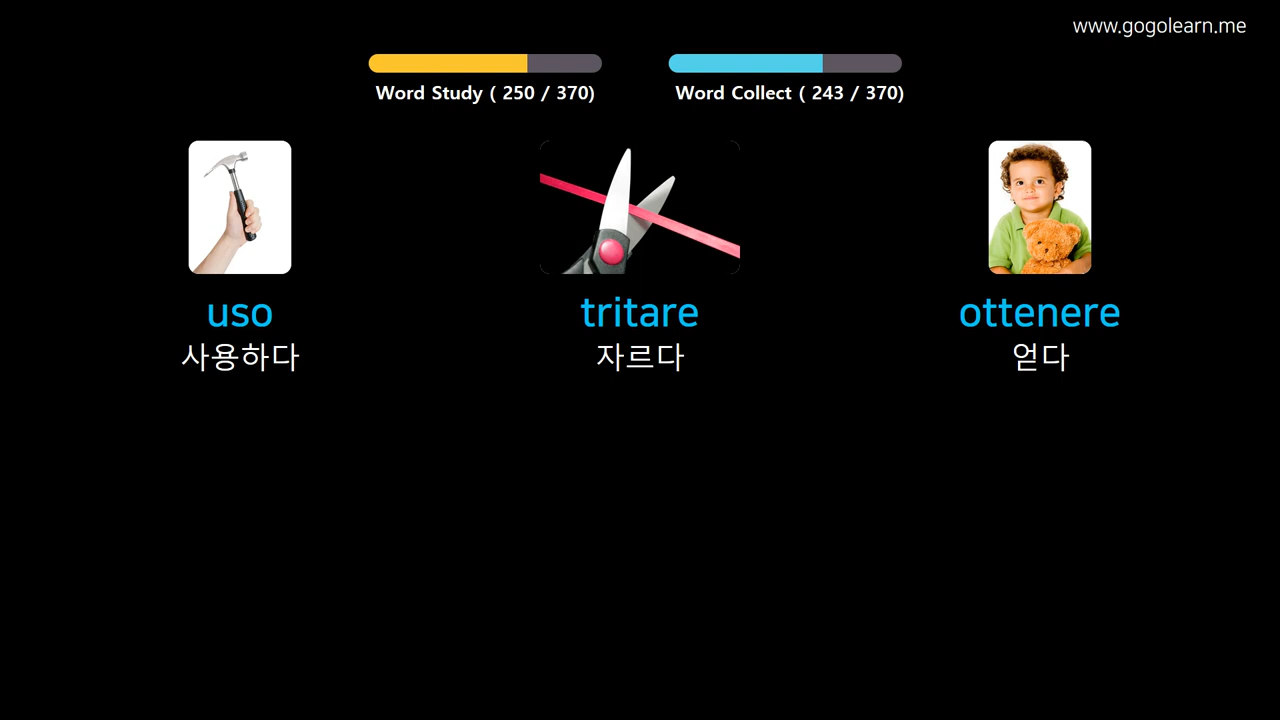 www.gogolearn.me
Word Study ( 250 / 370)
Word Collect ( 243 / 370)
uso
tritare
ottenere
사용하다
자르다
얻다